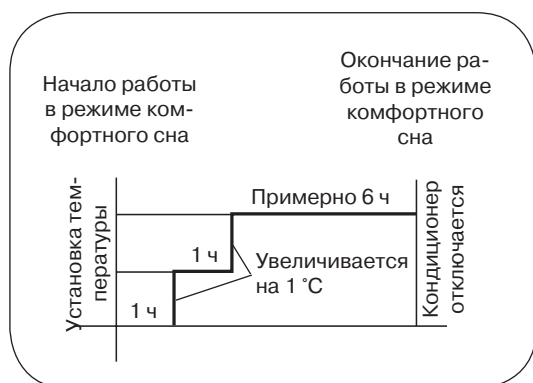 Начало работы
в режиме ком-
фортного сна
Окончание ра-
боты в режиме
комфортного
сна
Установка тем-
пературы
Примерно 6 ч
1 ч
Увеличивается
на 1 °C
1 ч
Кондиционер
отключается